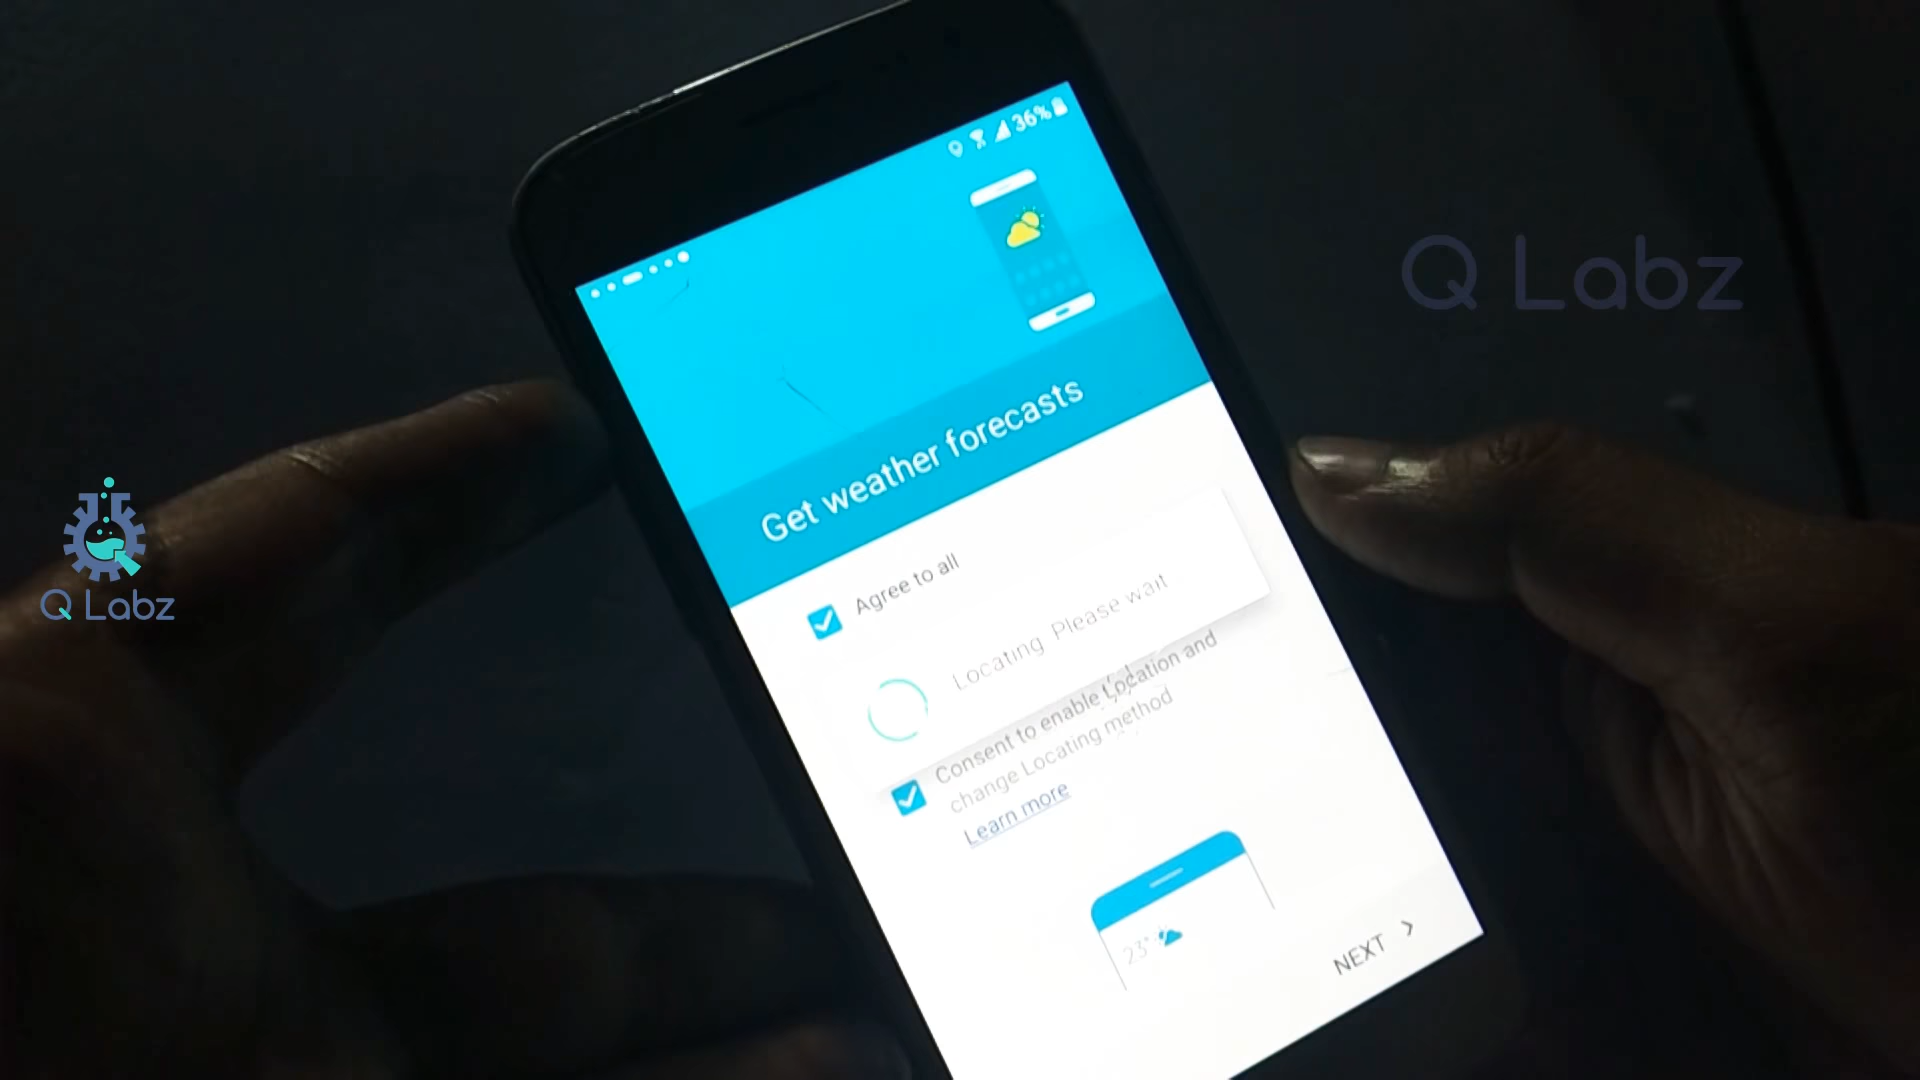 36%
Get weather forecasts
Agree to all
Locating Please wait
Consent to enable Location and
change Locating method
Learn more
23°
NEXT >
Q Labz
Q Labz